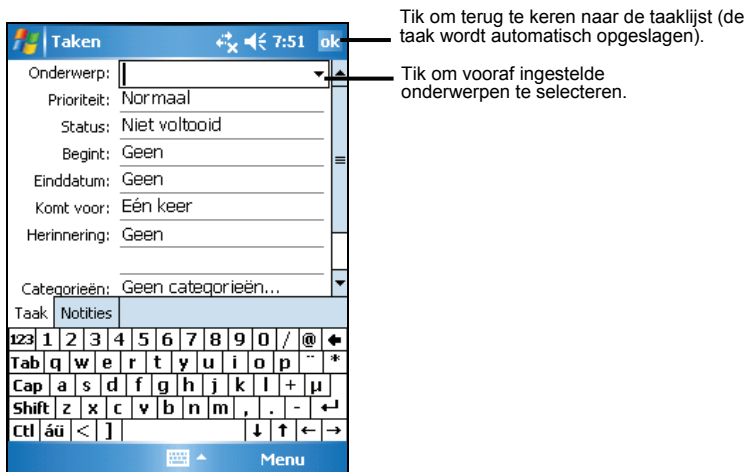 Taken 7:51 ok
Tik om terug te keren naar de taaklijst (de
taak wordt automatisch opgeslagen).
Onderwerp:
Tik om vooraf ingestelde
onderwerpen te selecteren.
Prioriteit: Normaal
Status: Niet voltooid
Begint: Geen
Einddatum: Geen
Komt voor: Eén keer
Herinnering: Geen
Categorieën: Geen categorieën...
Taak Notities
123 1 2 3 4 5 6 7 8 9 0 / @
Tab q w e r t y u i o p ¨ *
Cap a s d f g h j k l + µ
Shift z x c v b n m , . -
Ctl áü < ]
Menu